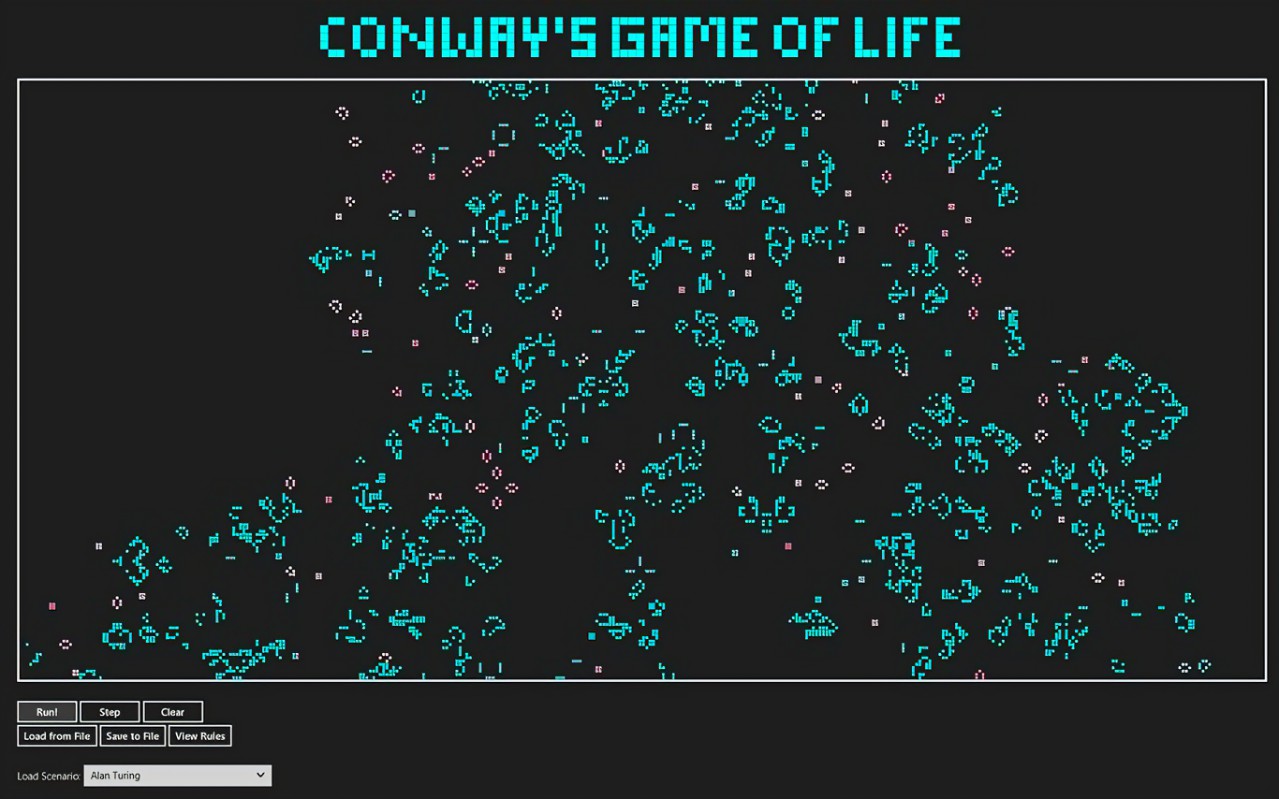 CONWAY'S GAME OF LIFE
Run! Step Clear
Load from File Save to File View Rules
Load Scenario: Alan Turing